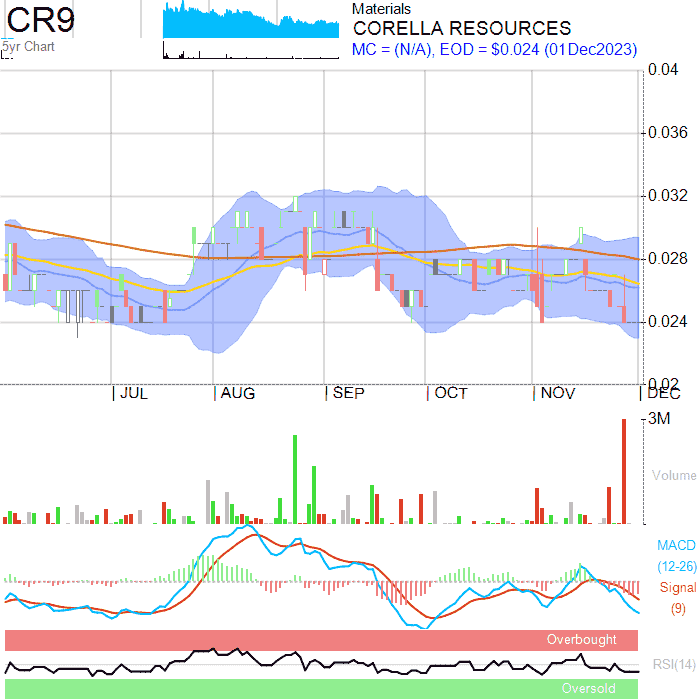 CR9
Materials
CORELLA RESOURCES
5yr Chart
MC = (N/A), EOD = $0.024 (01Dec2023)
0.04
0.036
0.032
0.028
0.024
0.02
JUL AUG SEP OCT NOV DEC
3M
Volume
MACD
(12-26)
Signal
(9)
Overbought
RSI(14)
Oversold